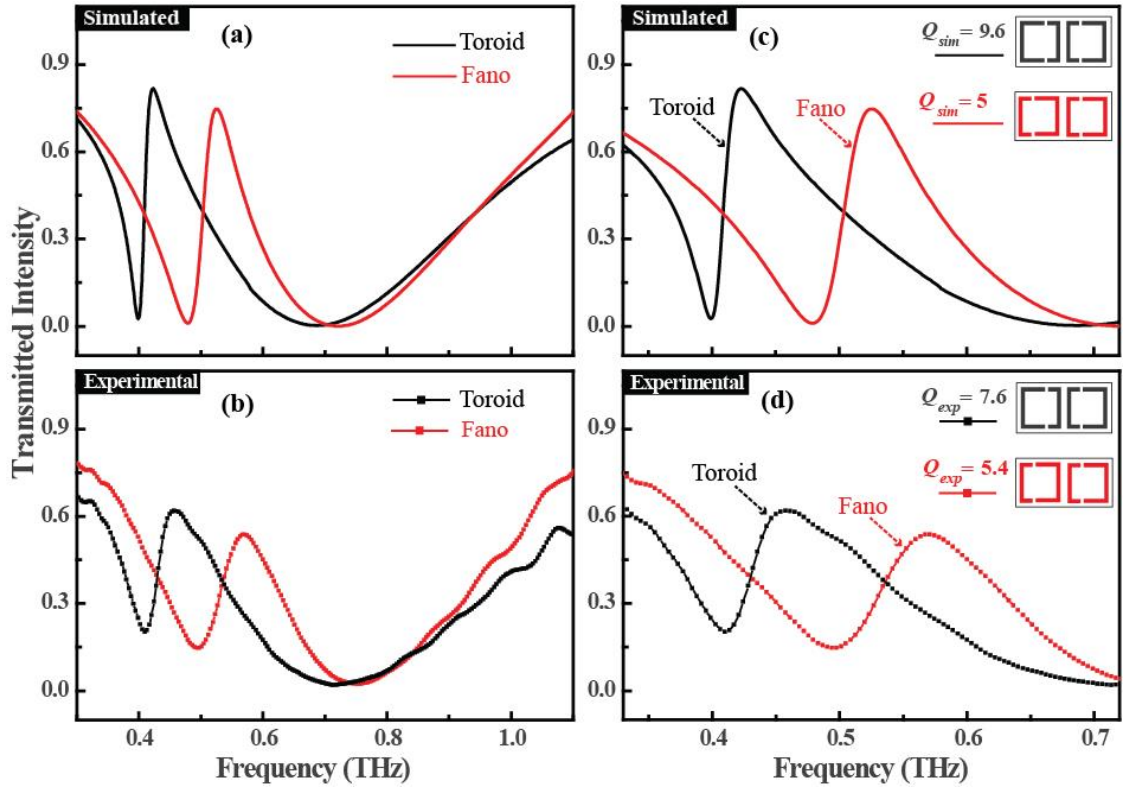 Transmitted Intensity
Simulated
(a)
Toroid
Fano
0.9
0.6
0.3
0.0
Simulated
(c)
Q_sim = 9.6
Q_sim = 5
Toroid
Fano
Experimental
(b)
Toroid
Fano
0.9
0.6
0.3
0.0
0.4 0.6 0.8 1.0
Frequency (THz)
Experimental
(d)
Q_exp = 7.6
Q_exp = 5.4
Toroid
Fano
0.4 0.5 0.6 0.7
Frequency (THz)